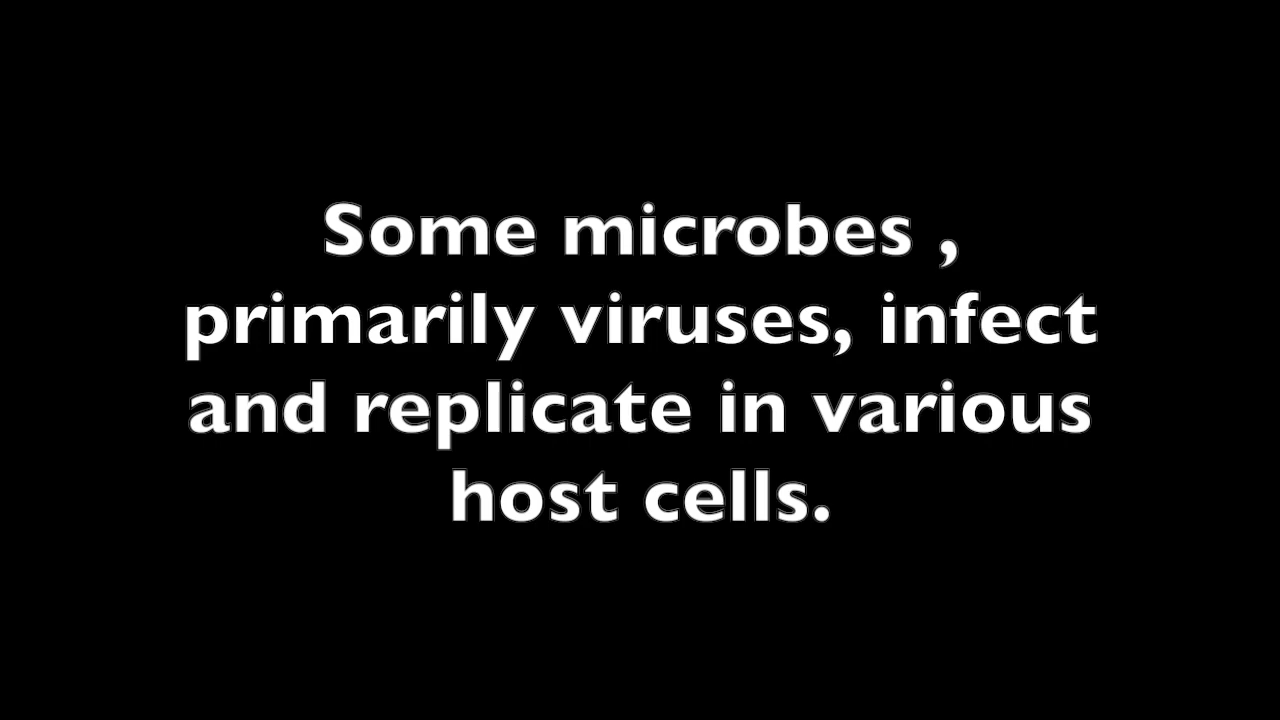 Some microbes ,
primarily viruses, infect
and replicate in various
host cells.